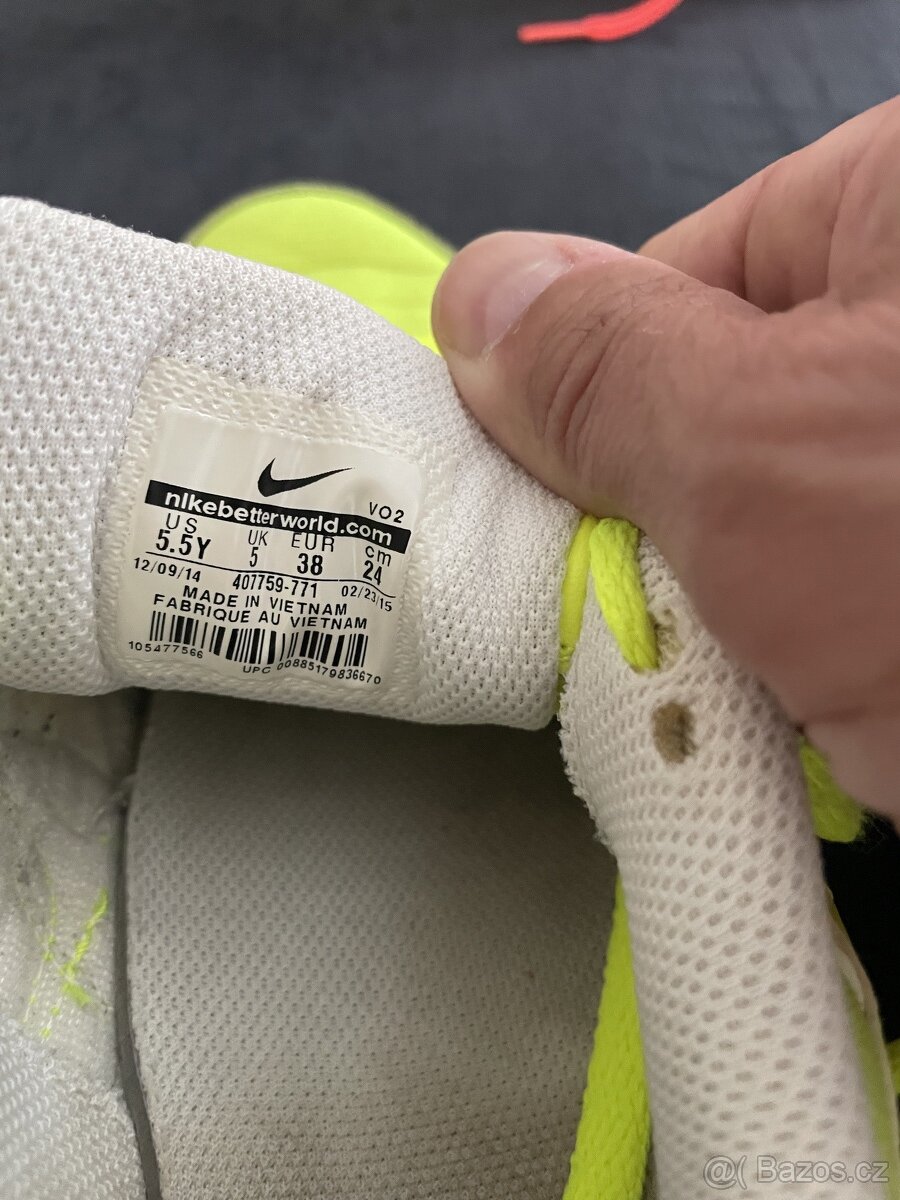 VO2
nikebetterworld.com
US UK EUR cm
5.5Y 5 38 24
12/09/14 407759-771 02/23/15
MADE IN VIETNAM
FABRIQUE AU VIETNAM
105477566 UPC 00885179836670
@( Bazos.cz